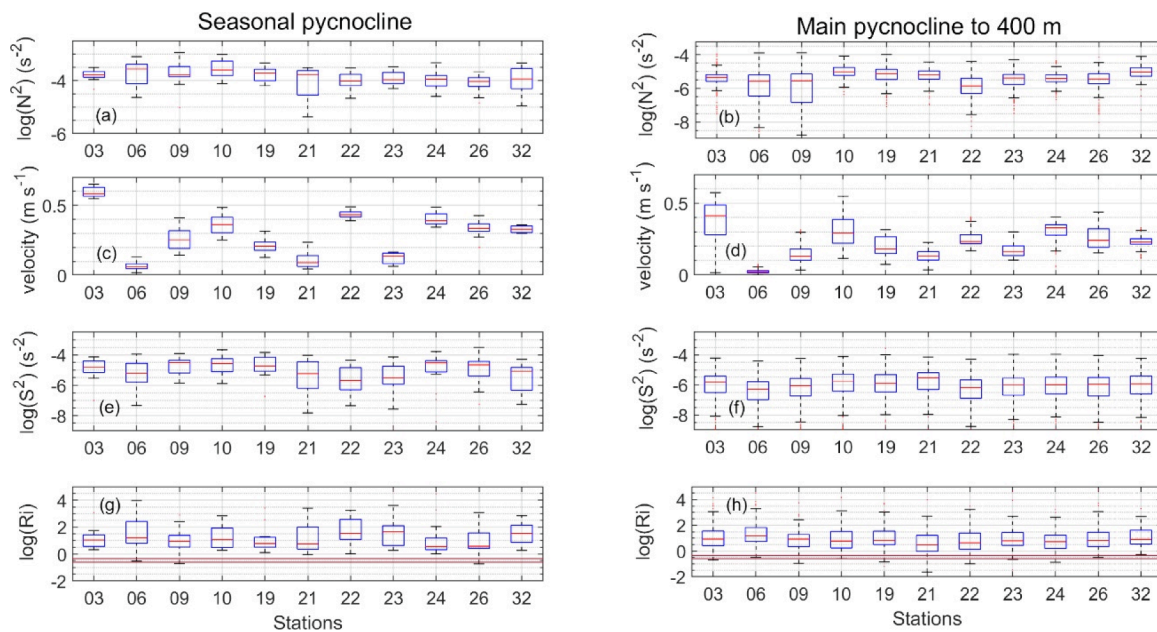 Seasonal pycnocline
log(N²) (s⁻²)
-4
-6
(a)
03 06 09 10 19 21 22 23 24 26 32
velocity (m s⁻¹)
0.5
0
(c)
03 06 09 10 19 21 22 23 24 26 32
log(S²) (s⁻²)
-4
-6
-8
(e)
03 06 09 10 19 21 22 23 24 26 32
log(Ri)
4
2
0
-2
(g)
03 06 09 10 19 21 22 23 24 26 32
Stations
Main pycnocline to 400 m
log(N²) (s⁻²)
-4
-6
-8
(b)
03 06 09 10 19 21 22 23 24 26 32
velocity (m s⁻¹)
0.5
0
(d)
03 06 09 10 19 21 22 23 24 26 32
log(S²) (s⁻²)
-4
-6
-8
(f)
03 06 09 10 19 21 22 23 24 26 32
log(Ri)
4
2
0
-2
(h)
03 06 09 10 19 21 22 23 24 26 32
Stations